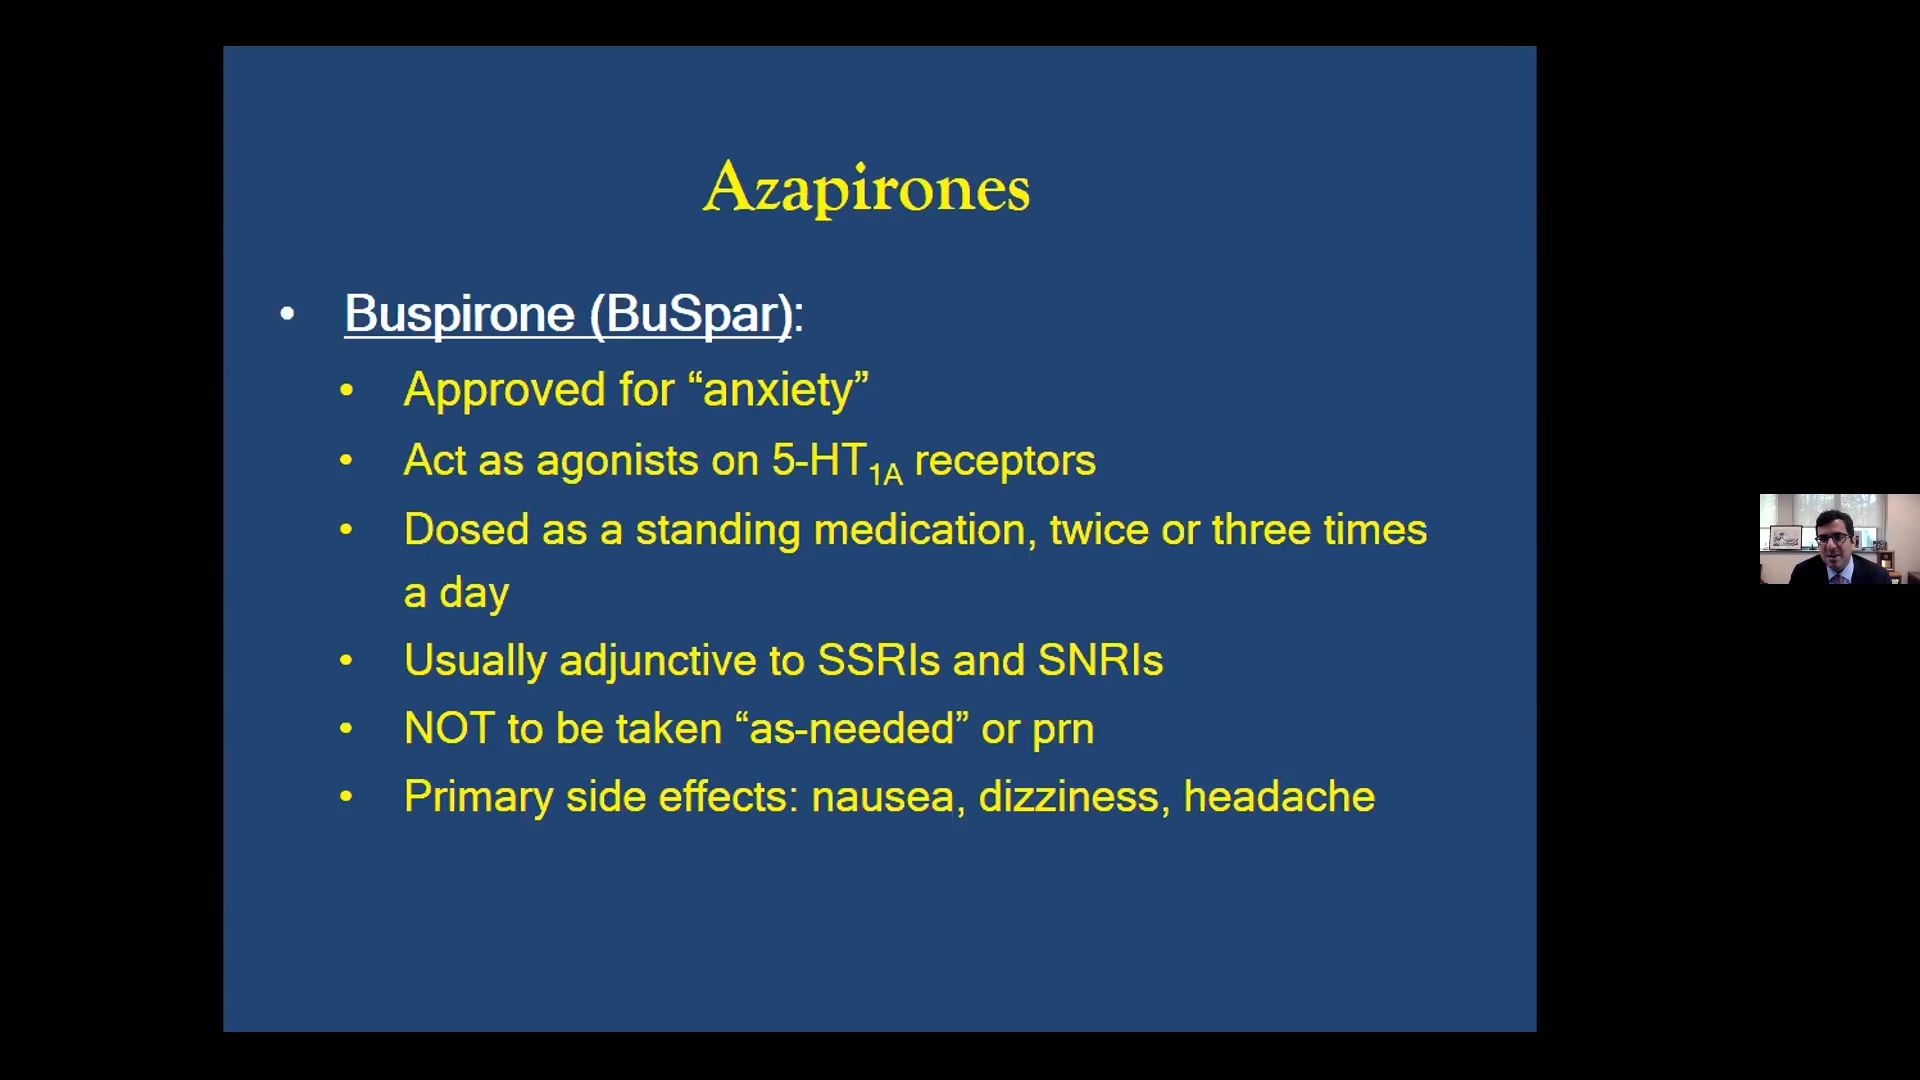 Azapirones
• Buspirone (BuSpar):
• Approved for “anxiety”
• Act as agonists on 5-HT1A receptors
• Dosed as a standing medication, twice or three times
a day
• Usually adjunctive to SSRIs and SNRIs
• NOT to be taken “as-needed” or prn
• Primary side effects: nausea, dizziness, headache